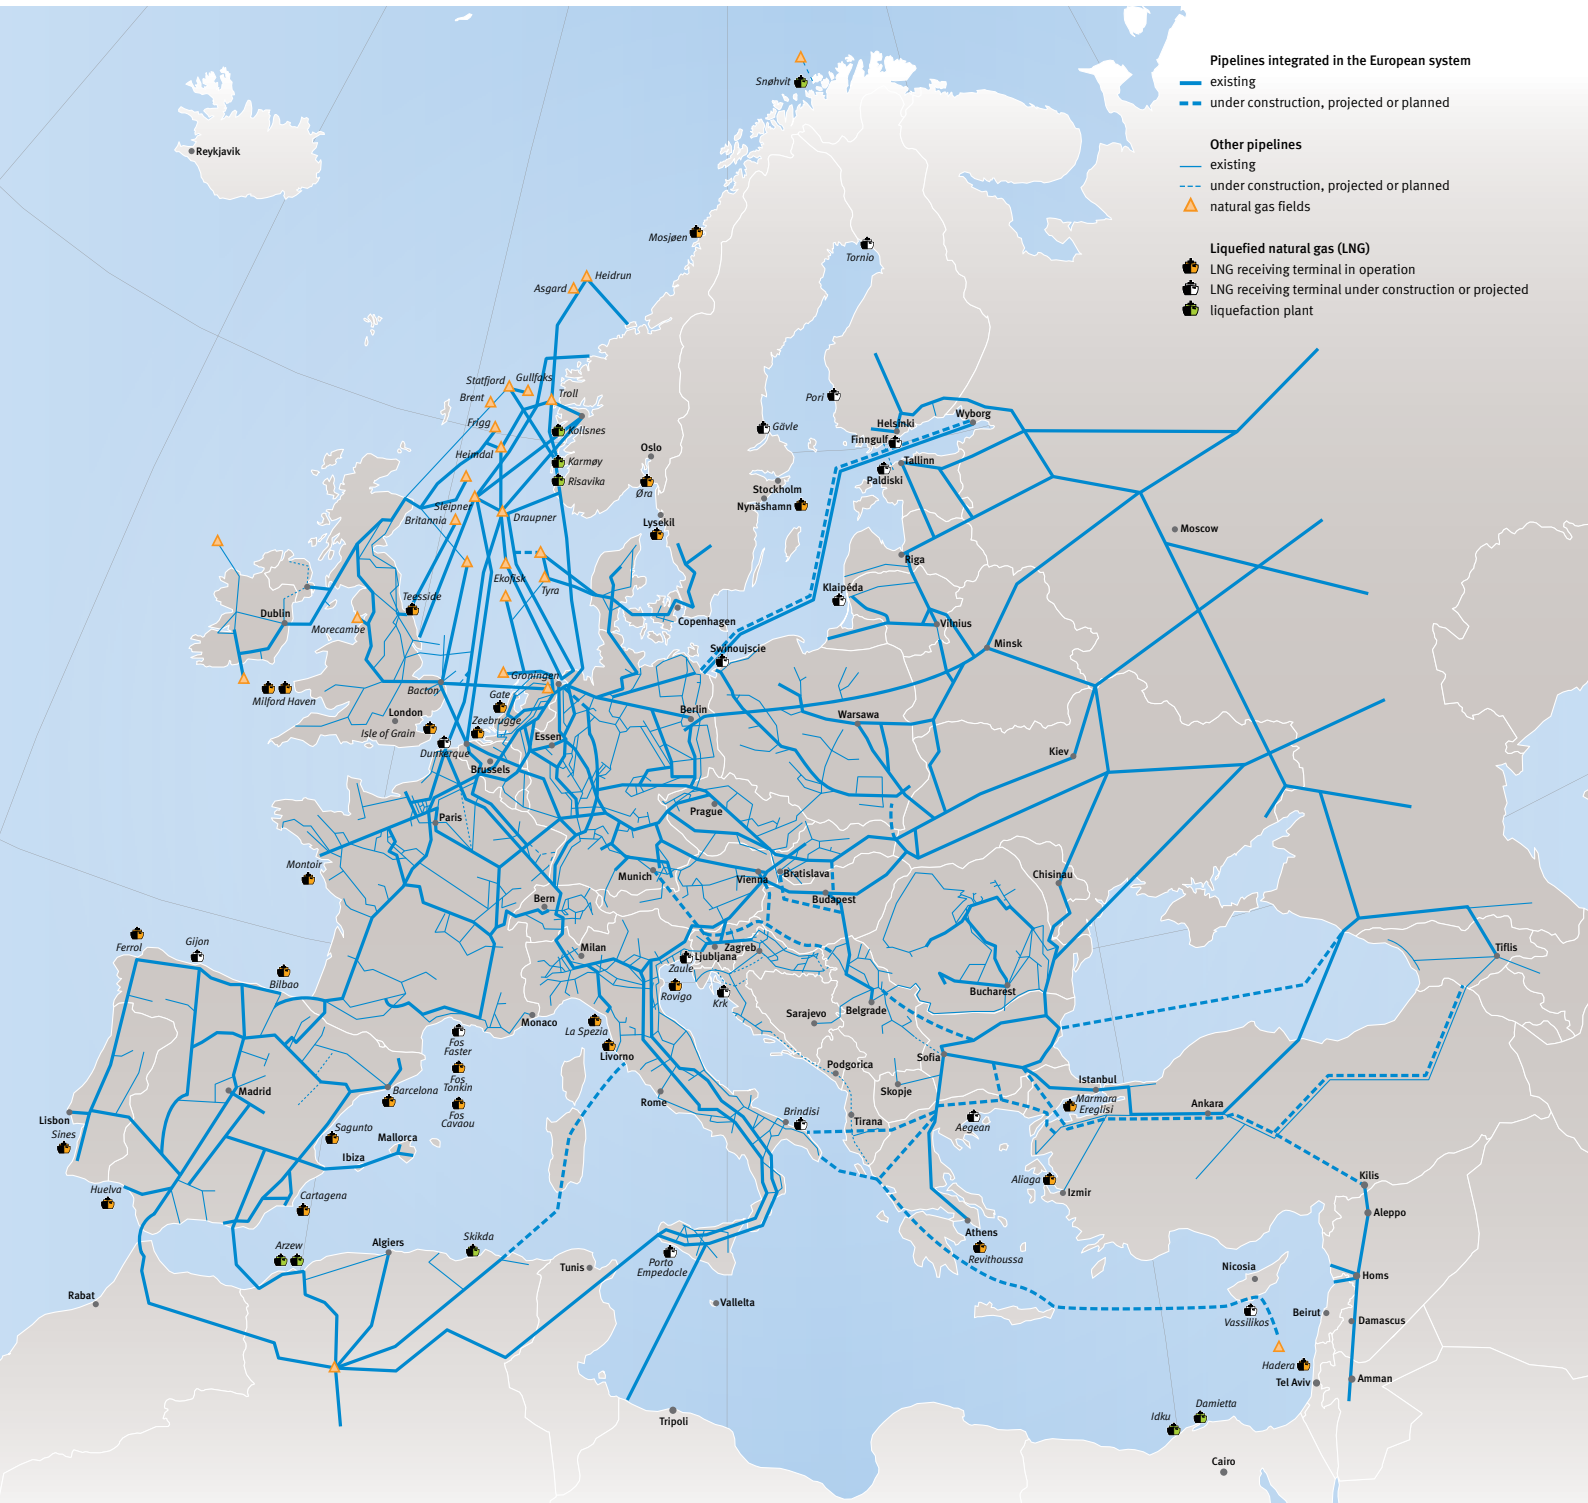 Pipelines integrated in the European system
existing
under construction, projected or planned
Other pipelines
existing
under construction, projected or planned
natural gas fields
Liquefied natural gas (LNG)
LNG receiving terminal in operation
LNG receiving terminal under construction or projected
liquefaction plant
Snøhvit
Reykjavik
Mosjøen
Tornio
Heidrun
Asgard
Statfjord
Gullfaks
Brent
Troll
Pori
Frigg
Kollsnes
Gävle
Helsinki
Wyborg
Finngulf
Heimdal
Oslo
Karmøy
Tallinn
Risavika
Øra
Stockholm
Paldiski
Sleipner
Nynäshamn
Britannia
Draupner
Lysekil
Moscow
Riga
Ekofisk
Tyra
Klaipéda
Teesside
Dublin
Morecambe
Copenhagen
Vilnius
Minsk
Swinoujscie
Groningen
Bacton
Milford Haven
Gate
London
Zeebrugge
Berlin
Warsawa
Isle of Grain
Essen
Dunkerque
Kiev
Brussels
Prague
Paris
Montoir
Munich
Vienna
Bratislava
Chisinau
Bern
Budapest
Ferrol
Gijon
Milan
Zagreb
Ljubljana
Tiflis
Zaule
Bilbao
Rovigo
Krk
Bucharest
Monaco
La Spezia
Sarajevo
Belgrade
Fos
Faster
Livorno
Sofia
Podgorica
Fos
Tonkin
Madrid
Barcelona
Rome
Skopje
Istanbul
Marmara
Ereglisi
Ankara
Lisbon
Fos
Cavaou
Brindisi
Tirana
Aegean
Sines
Sagunto
Mallorca
Ibiza
Huelva
Cartagena
Aliaga
Izmir
Kilis
Aleppo
Athens
Revithoussa
Arzew
Algiers
Skikda
Tunis
Porto
Empedocle
Nicosia
Homs
Rabat
Vallelta
Vassilikos
Beirut
Damascus
Hadera
Tel Aviv
Amman
Tripoli
Idku
Damietta
Cairo